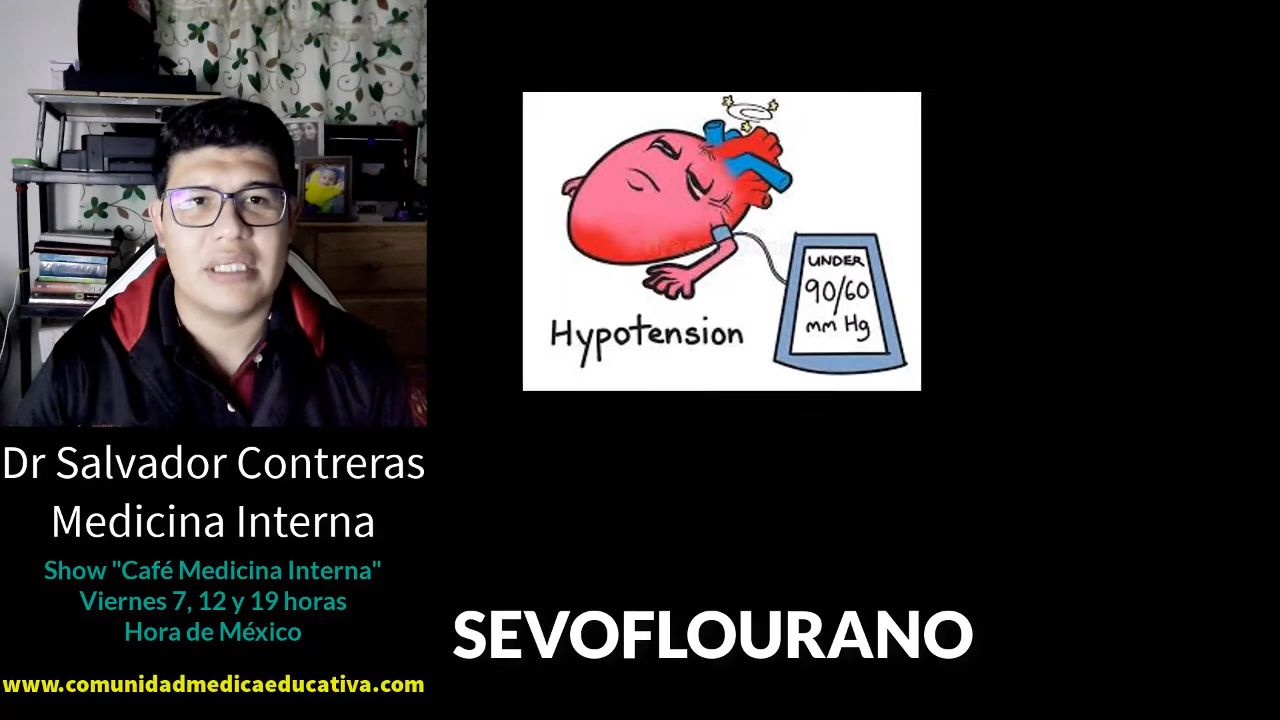 UNDER
90/60
mm Hg
Hypotension
Dr Salvador Contreras
Medicina Interna
Show "Café Medicina Interna"
Viernes 7, 12 y 19 horas
Hora de México
SEVOFLOURANO
www.comunidadmedicaeducativa.com